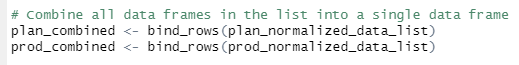 # Combine all data frames in the list into a single data frame
plan_combined <- bind_rows(plan_normalized_data_list)
prod_combined <- bind_rows(prod_normalized_data_list)